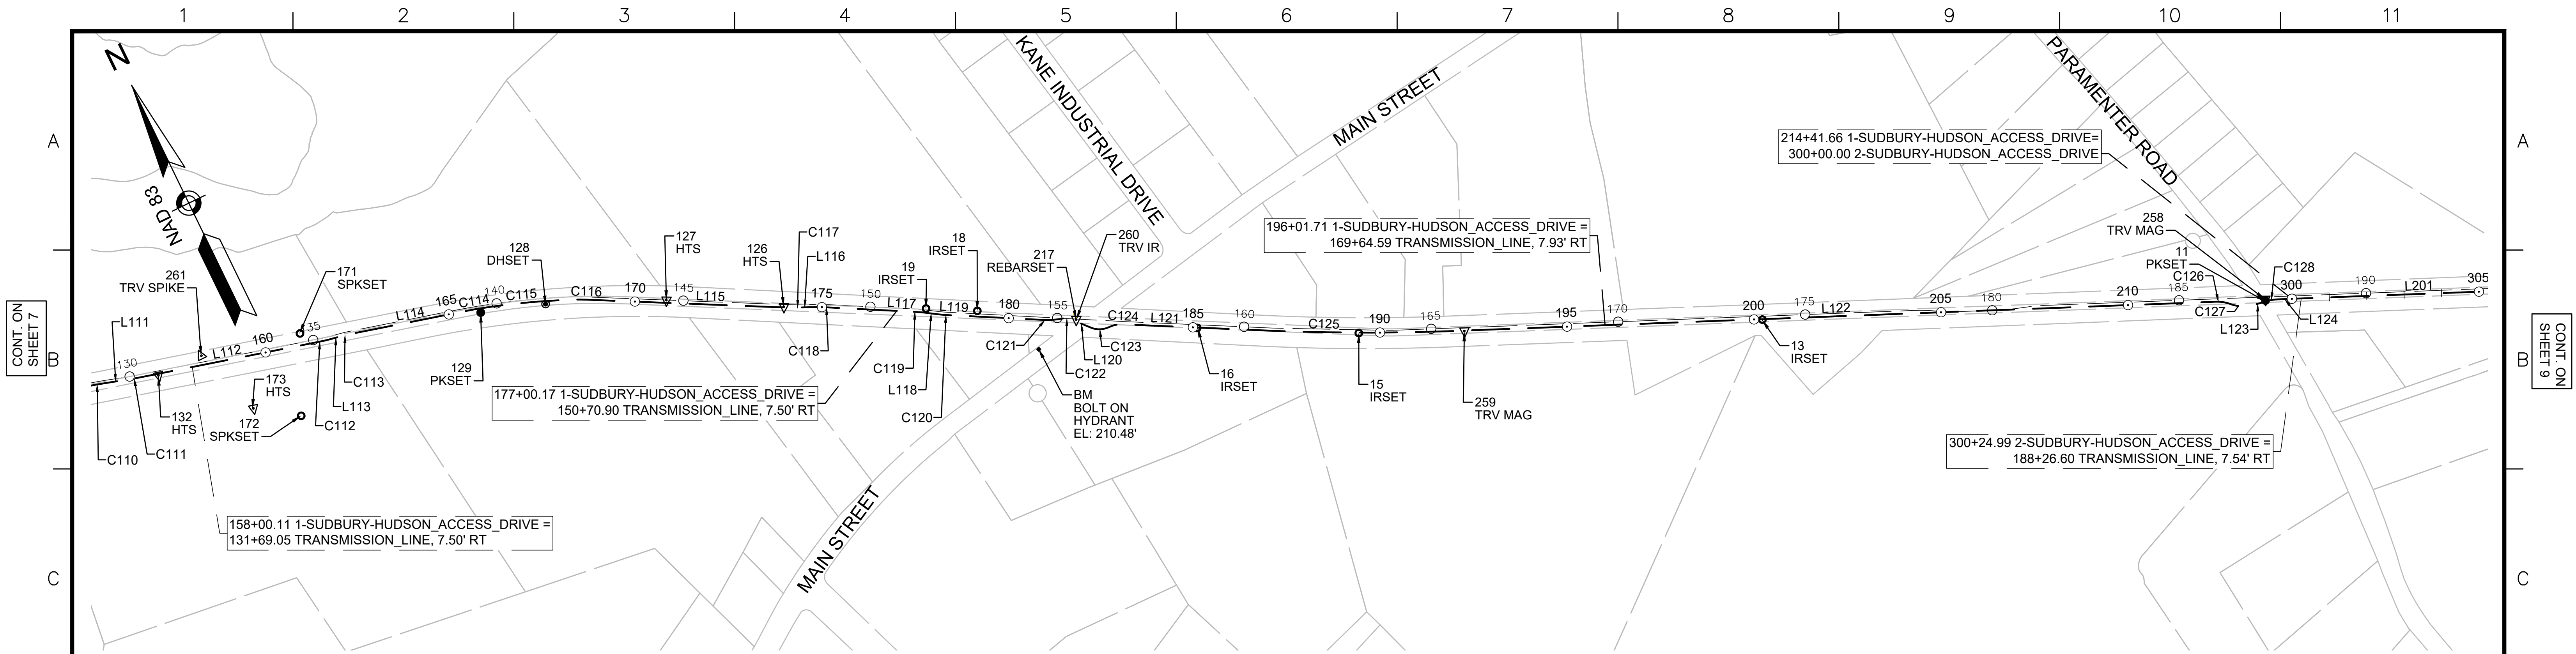 1 2 3 4 5 6 7 8 9 10 11
A
A
B
B
C
C
N
NAD 83
CONT. ON
SHEET 7
CONT. ON
SHEET 9
KANE INDUSTRIAL DRIVE
MAIN STREET
MAIN STREET
PARAMENTER ROAD
214+41.66 1-SUDBURY-HUDSON_ACCESS_DRIVE=
300+00.00 2-SUDBURY-HUDSON_ACCESS_DRIVE
196+01.71 1-SUDBURY-HUDSON_ACCESS_DRIVE =
169+64.59 TRANSMISSION_LINE, 7.93' RT
177+00.17 1-SUDBURY-HUDSON_ACCESS_DRIVE =
150+70.90 TRANSMISSION_LINE, 7.50' RT
158+00.11 1-SUDBURY-HUDSON_ACCESS_DRIVE =
131+69.05 TRANSMISSION_LINE, 7.50' RT
300+24.99 2-SUDBURY-HUDSON_ACCESS_DRIVE =
188+26.60 TRANSMISSION_LINE, 7.54' RT
261
TRV SPIKE
171
SPKSET
128
DHSET
127
HTS
126
HTS
C117
L116
19
IRSET
18
IRSET
217
REBARSET
260
TRV IR
258
TRV MAG
11
PKSET
C126
C128
L111
130
L112
160
L114
165
C114
140
C115
C116
170
145
L115
175
150
L117
L119
180
155
C124
L121
185
160
C125
190
165
195
170
200
175
L122
205
180
210
185
300
190
L201
305
C110
C111
132
HTS
173
HTS
172
SPKSET
C112
L113
C113
129
PKSET
C118
C119
L118
C120
C121
C122
L120
C123
BM
BOLT ON
HYDRANT
EL: 210.48'
16
IRSET
15
IRSET
259
TRV MAG
13
IRSET
C127
L123
L124